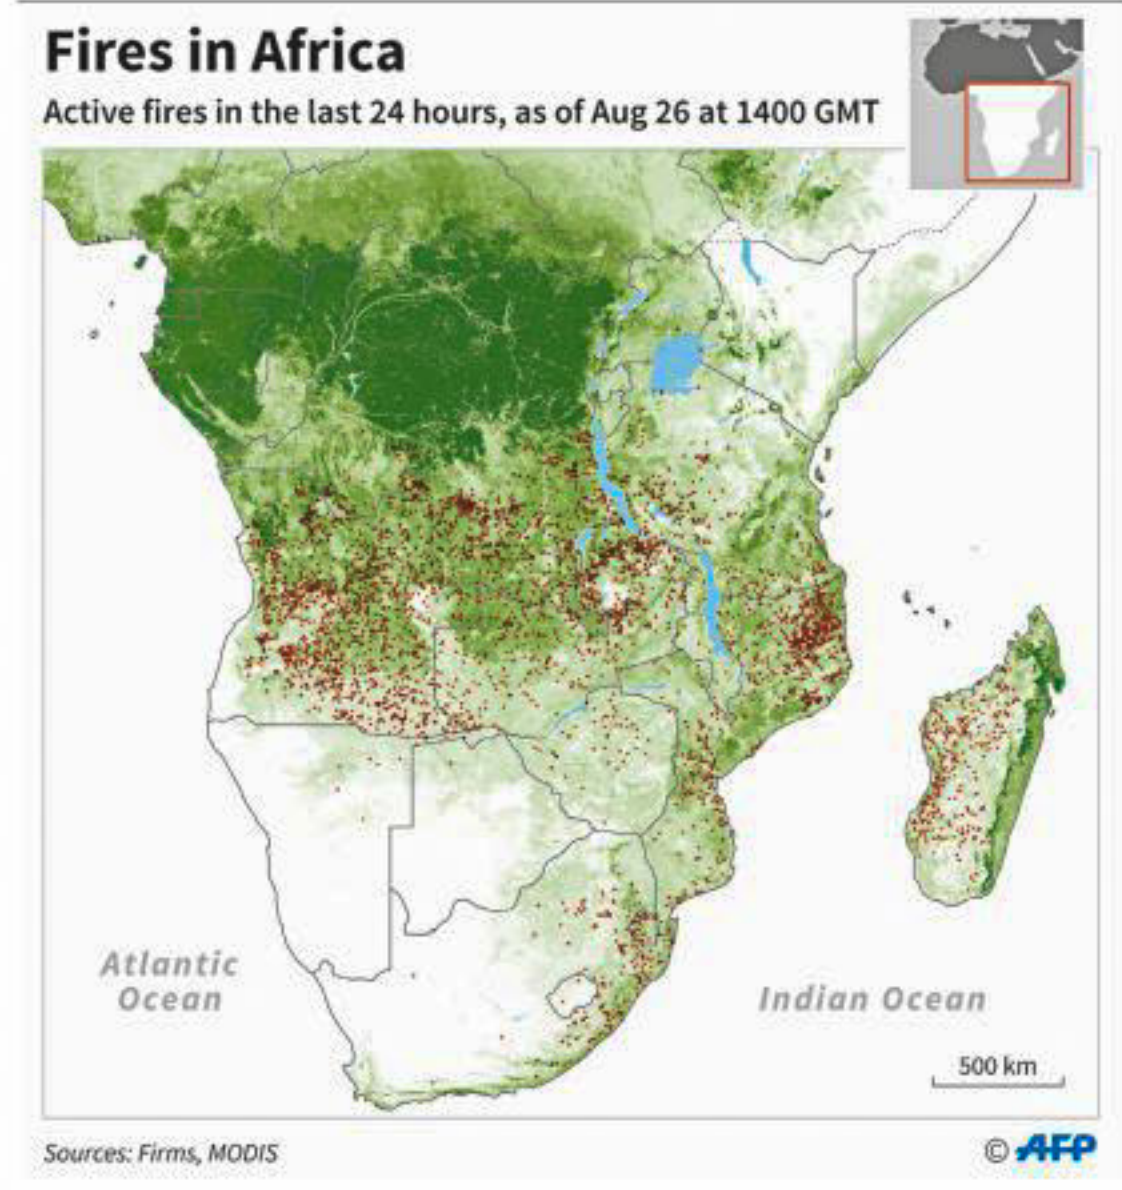 Fires in Africa
Active fires in the last 24 hours, as of Aug 26 at 1400 GMT
Atlantic
Ocean
Indian Ocean
500 km
Sources: Firms, MODIS
© AFP